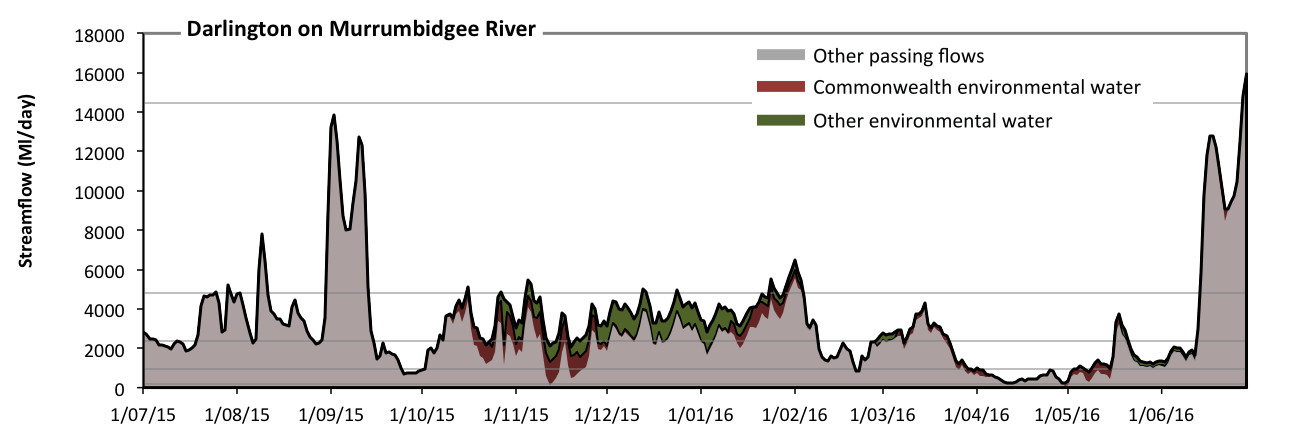 Darlington on Murrumbidgee River
Streamflow (Ml/day)
18000
16000
14000
12000
10000
8000
6000
4000
2000
0
Other passing flows
Commonwealth environmental water
Other environmental water
1/07/15 1/08/15 1/09/15 1/10/15 1/11/15 1/12/15 1/01/16 1/02/16 1/03/16 1/04/16 1/05/16 1/06/16